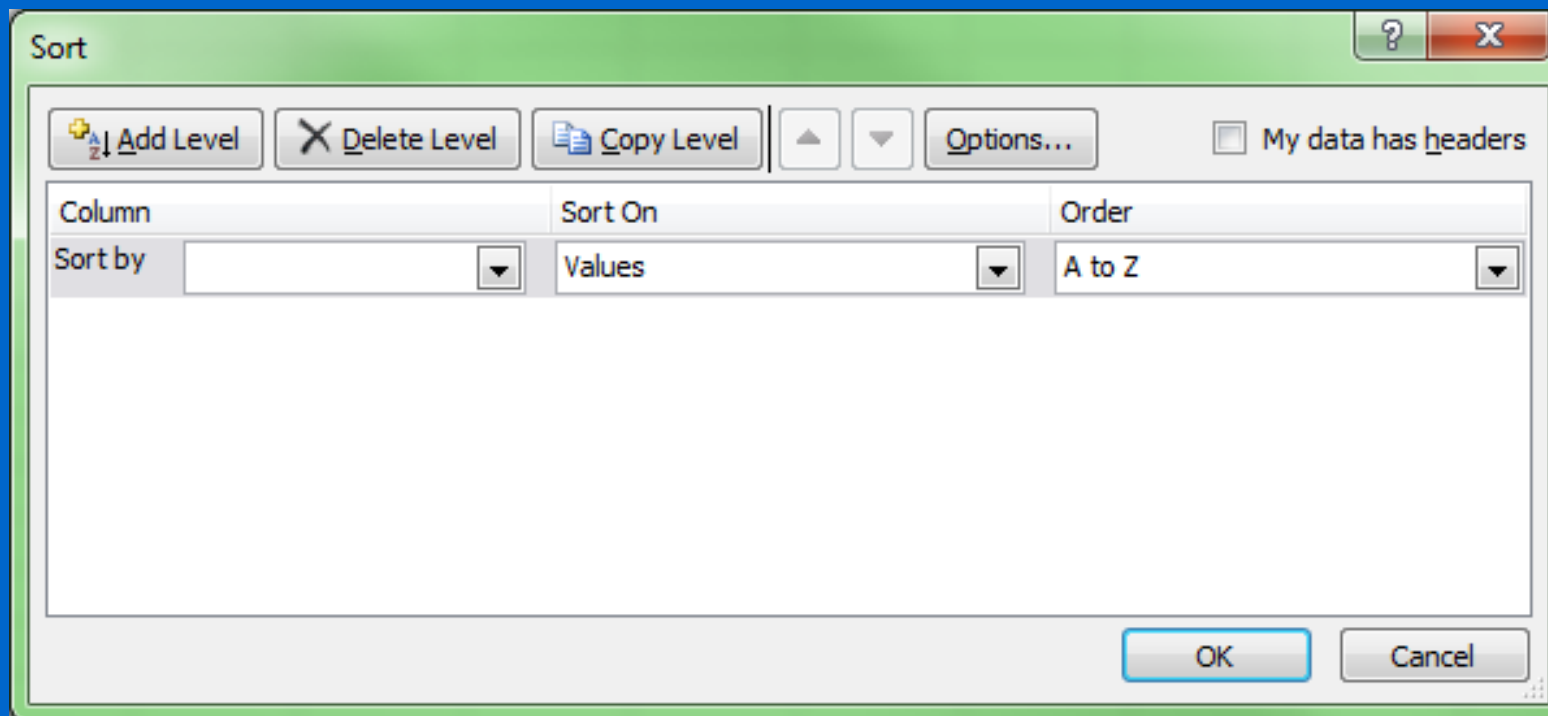 Sort
Add Level Delete Level Copy Level Options... My data has headers
Column Sort On Order
Sort by Values A to Z
OK Cancel